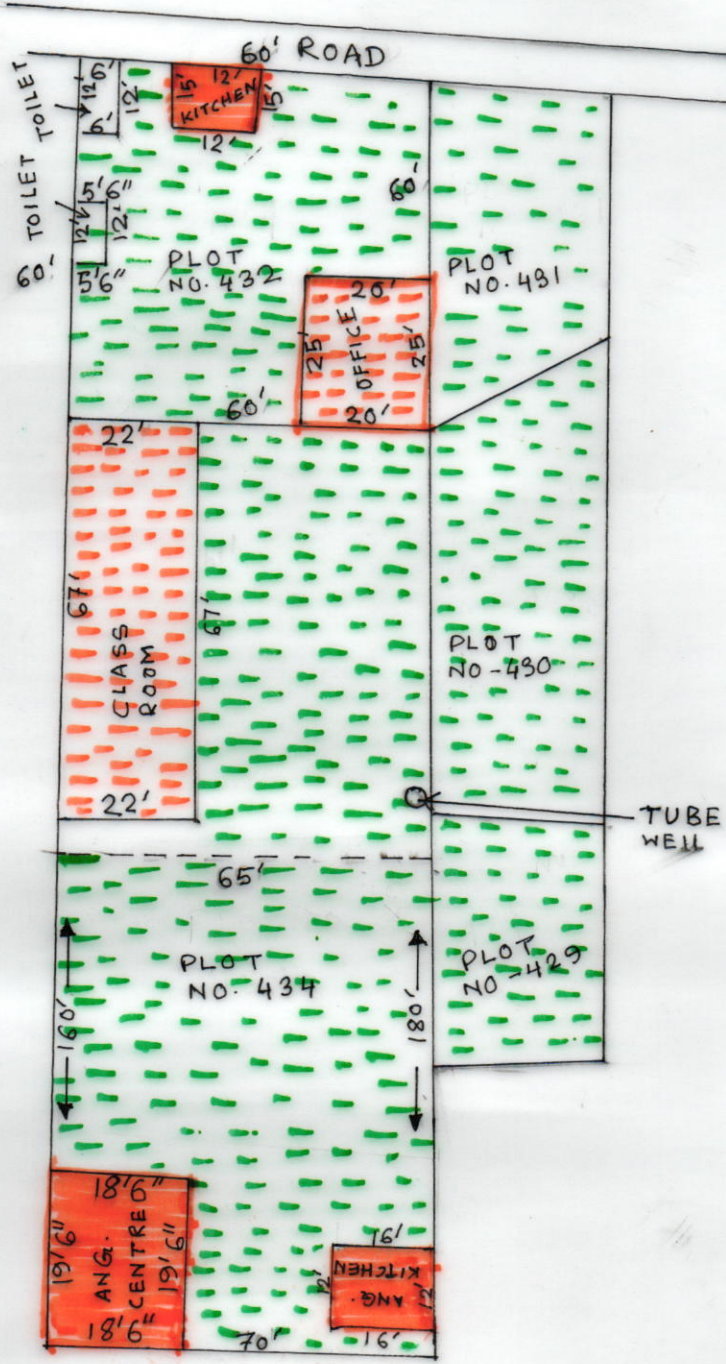 60' ROAD
TOILET
TOILET
6'
12'
12'
6'
12'
15'
KITCHEN
15'
12'
5'6"
12'
12'
5'6"
60'
60'
PLOT
NO. 432
PLOT
NO. 431
20'
25'
OFFICE
25'
20'
60'
22'
67'
CLASS
ROOM
67'
22'
PLOT
NO-430
TUBE
WELL
65'
PLOT
NO. 434
PLOT
NO-429
160'
180'
18'6"
19'6"
ANG.
CENTRE
19'6"
18'6"
16'
12'
ANG.
KITCHEN
12'
16'
70'